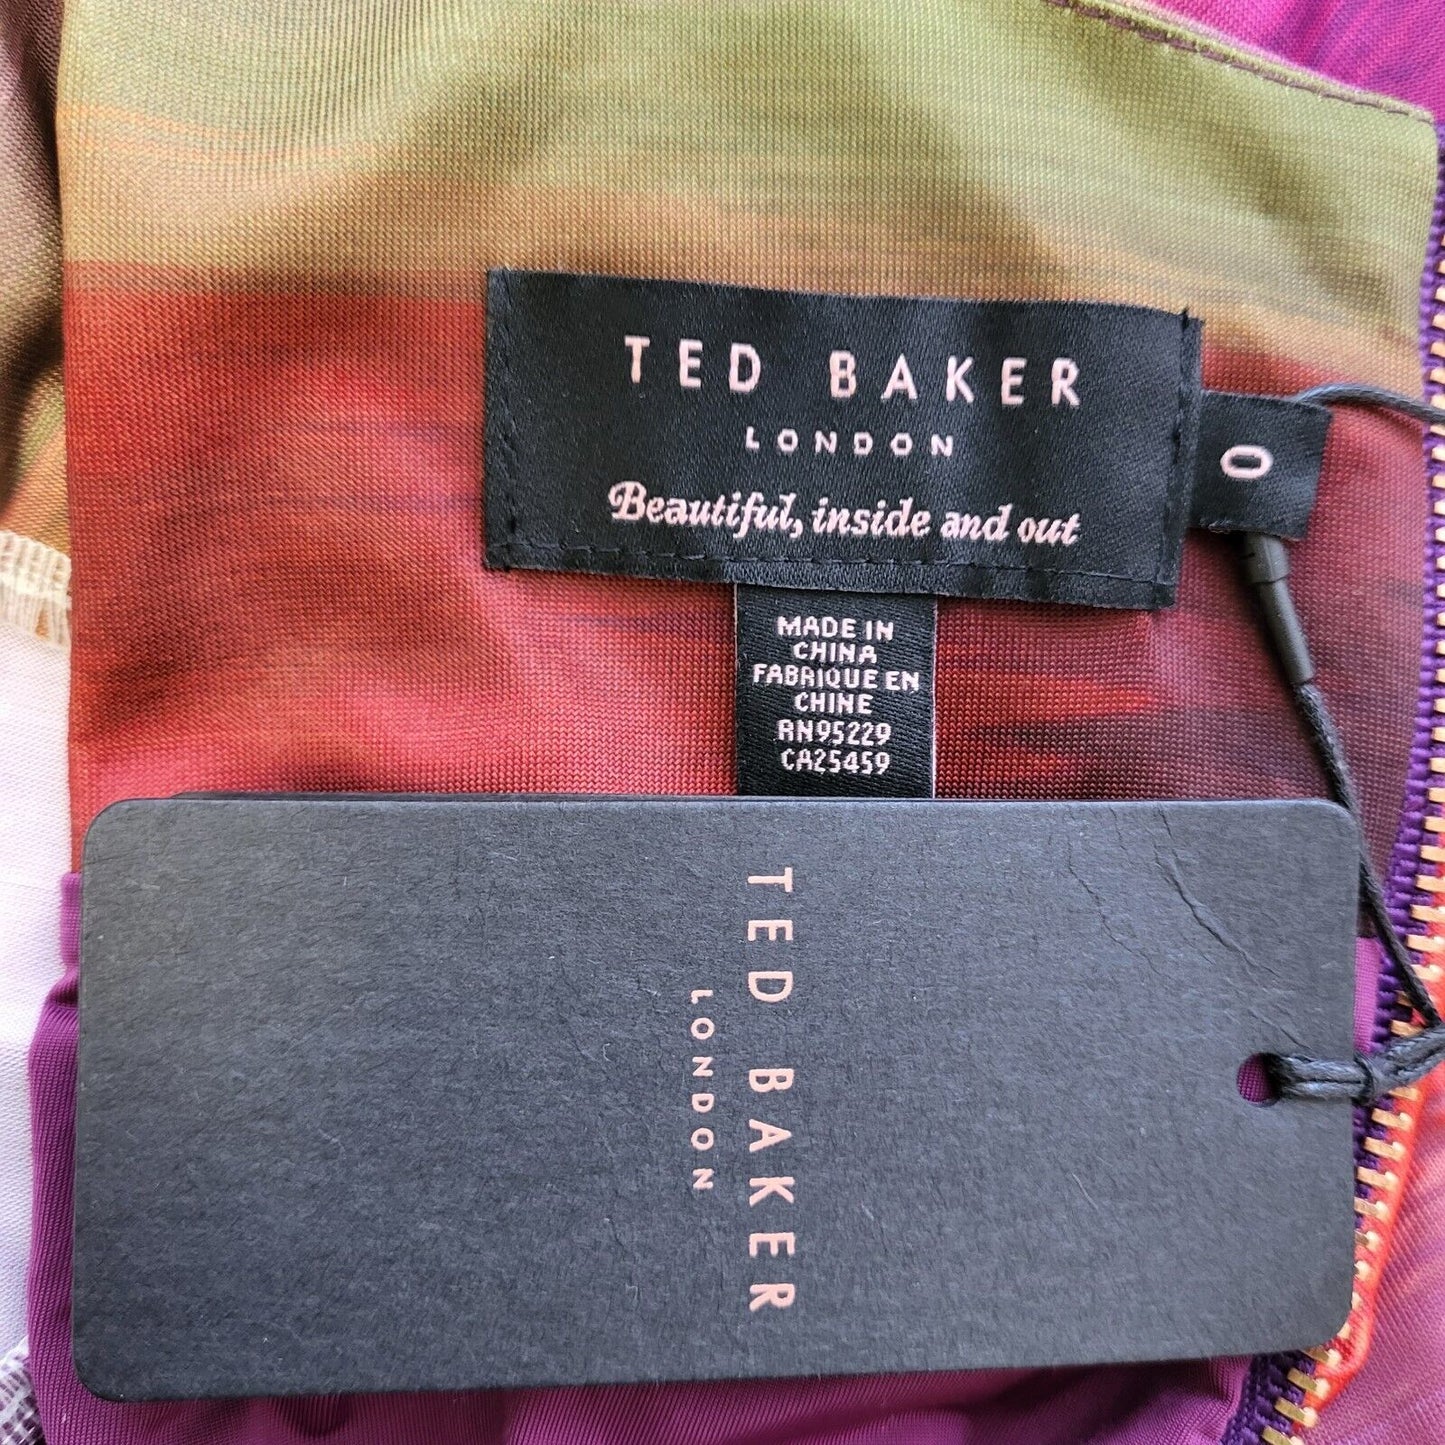 TED BAKER
LONDON
Beautiful, inside and out
0
MADE IN
CHINA
FABRIQUE EN
CHINE
RN95229
CA25459
TED BAKER
LONDON